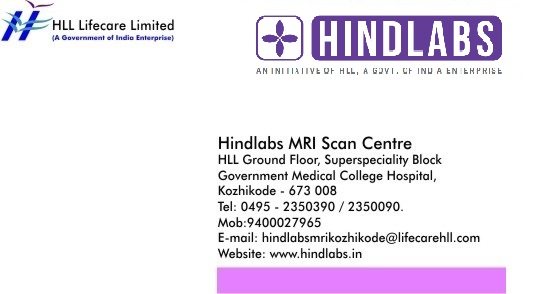 HLL Lifecare Limited
(A Government of India Enterprise)
HINDLABS
AN INITIATIVE OF HLL, A GOVT. OF INDIA ENTERPRISE
Hindlabs MRI Scan Centre
HLL Ground Floor, Superspeciality Block
Government Medical College Hospital,
Kozhikode - 673 008
Tel: 0495 - 2350390 / 2350090.
Mob:9400027965
E-mail: hindlabsmrikozhikode@lifecarehll.com
Website: www.hindlabs.in